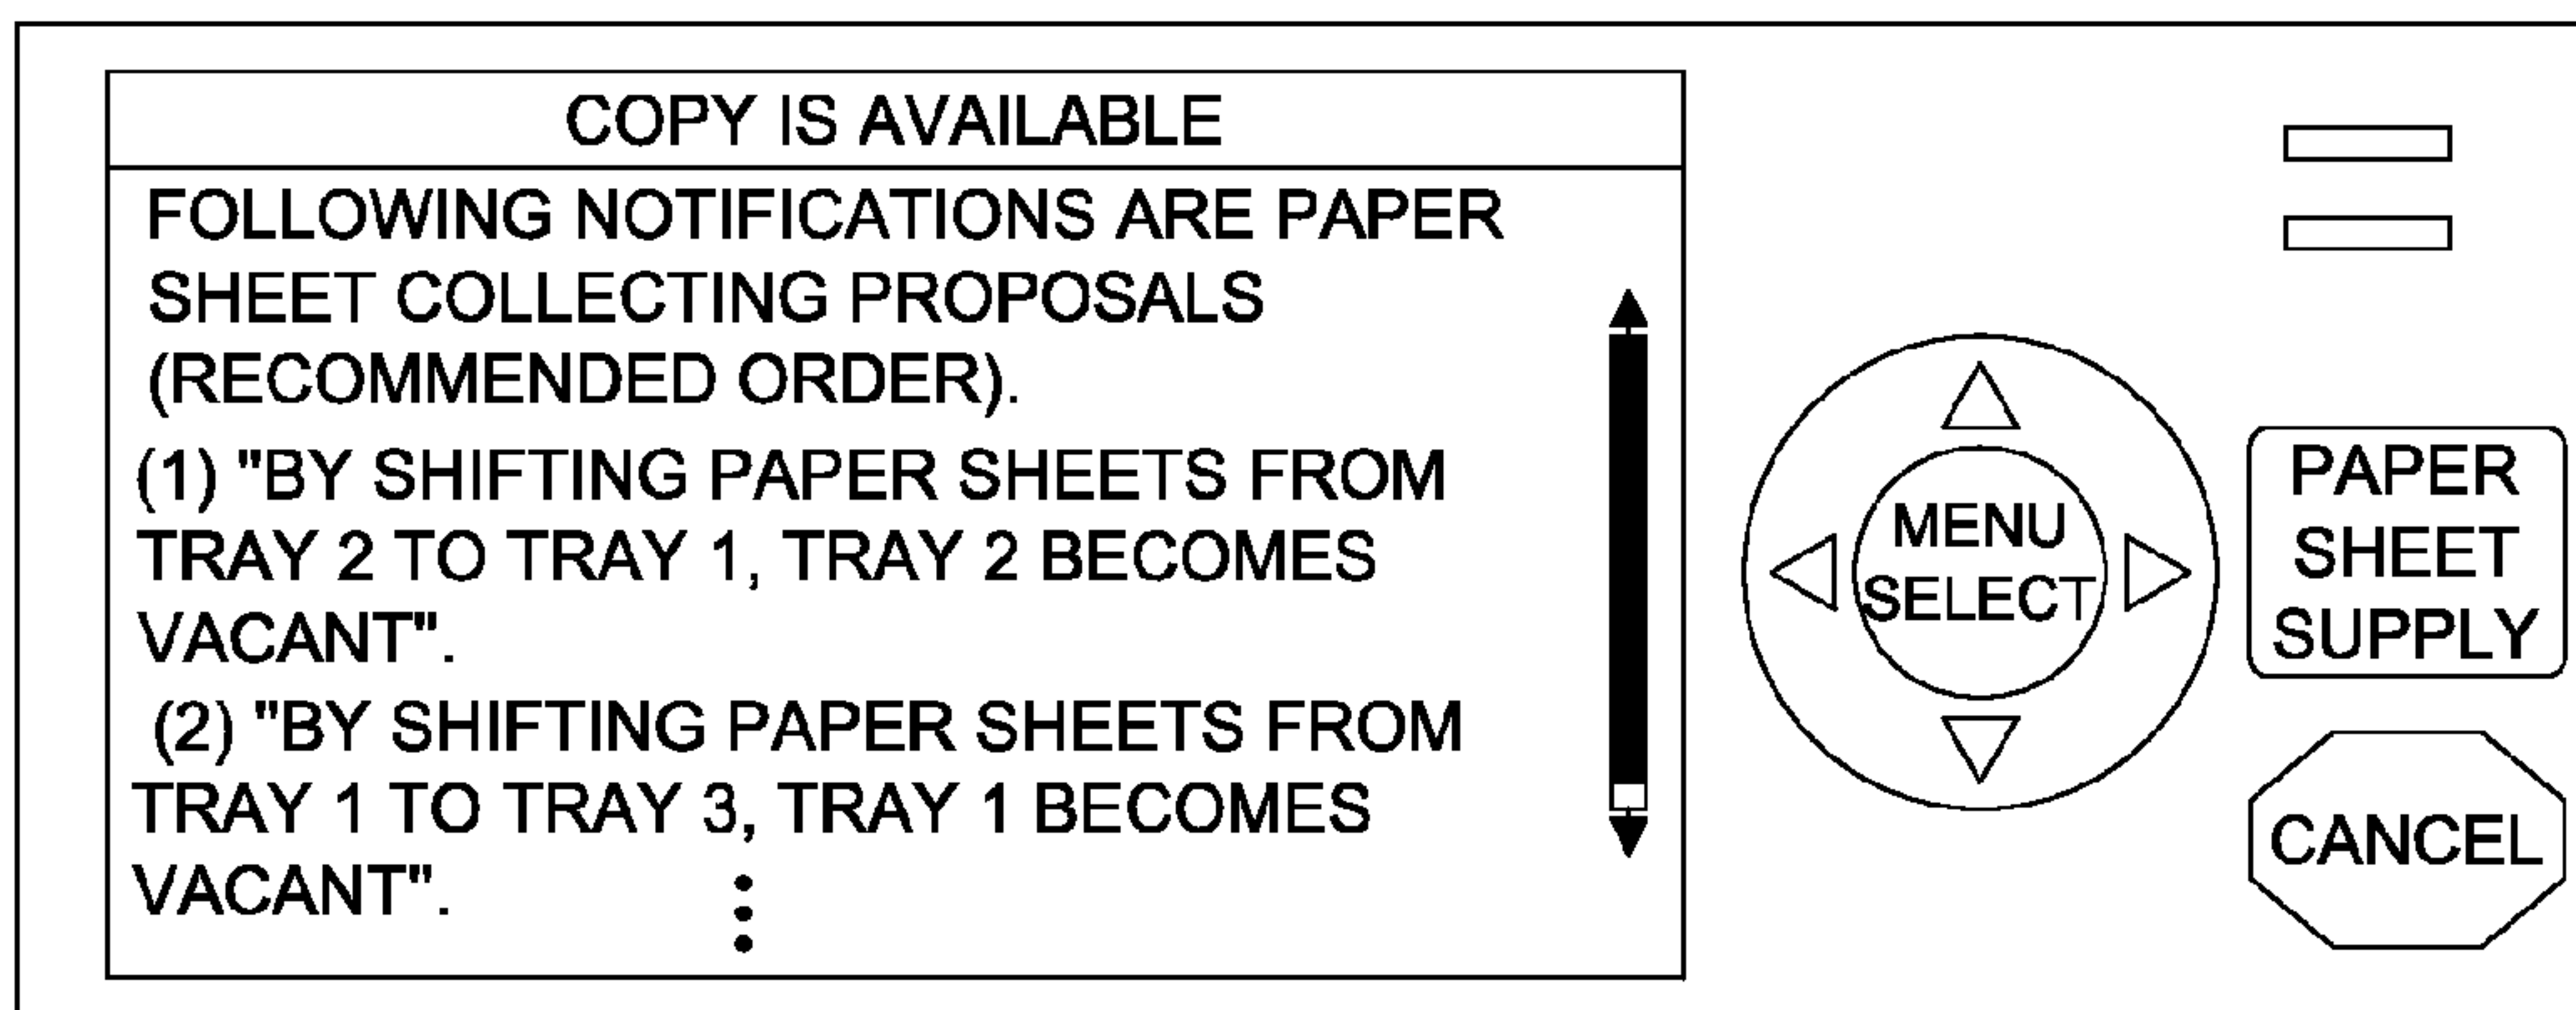 COPY IS AVAILABLE
FOLLOWING NOTIFICATIONS ARE PAPER
SHEET COLLECTING PROPOSALS
(RECOMMENDED ORDER).
(1) "BY SHIFTING PAPER SHEETS FROM
TRAY 2 TO TRAY 1, TRAY 2 BECOMES
VACANT".
(2) "BY SHIFTING PAPER SHEETS FROM
TRAY 1 TO TRAY 3, TRAY 1 BECOMES
VACANT".
MENU
SELECT
PAPER
SHEET
SUPPLY
CANCEL